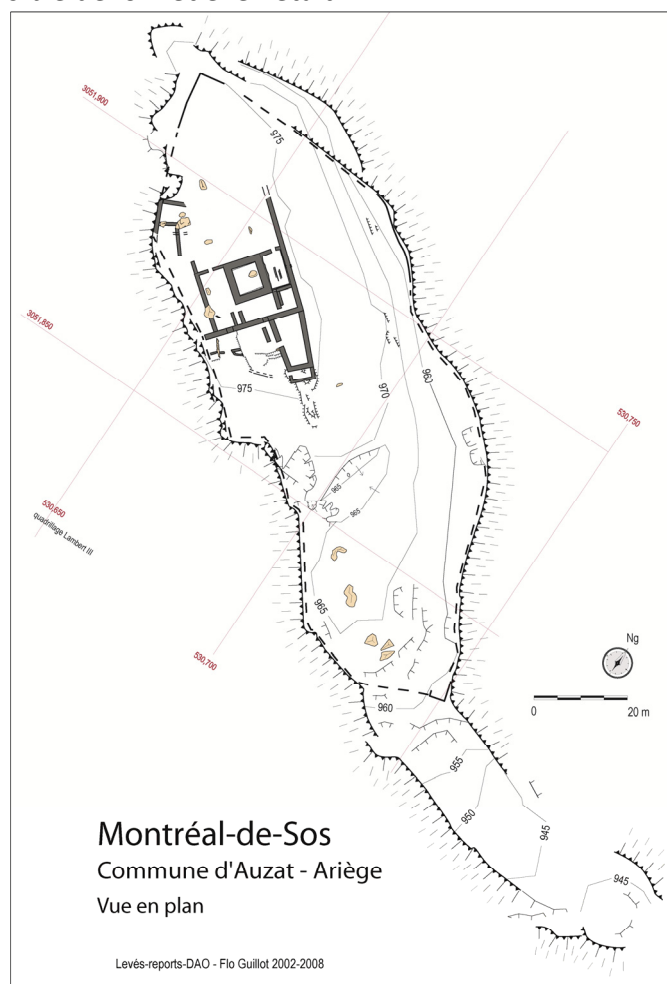 3051,900
975
3051,850
975
970
960
530,750
530,650
quadrillage Lambert III
965
965
965
530,700
Ng
0 20 m
960
955
950
945
945
Montréal-de-Sos
Commune d'Auzat - Ariège
Vue en plan
Levés-reports-DAO - Flo Guillot 2002-2008